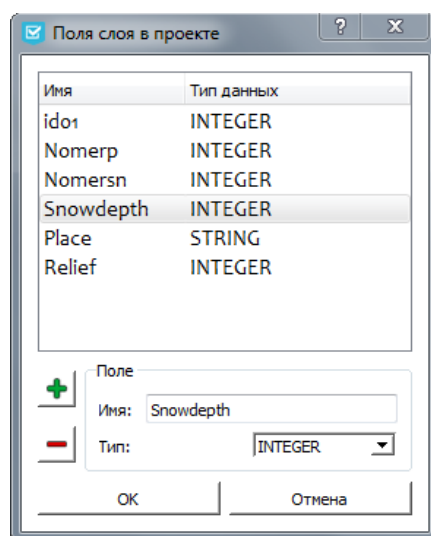 Поля слоя в проекте
Имя Тип данных
ido1 INTEGER
Nomerp INTEGER
Nomersn INTEGER
Snowdepth INTEGER
Place STRING
Relief INTEGER
Поле
Имя: Snowdepth
Тип: INTEGER
ОК Отмена